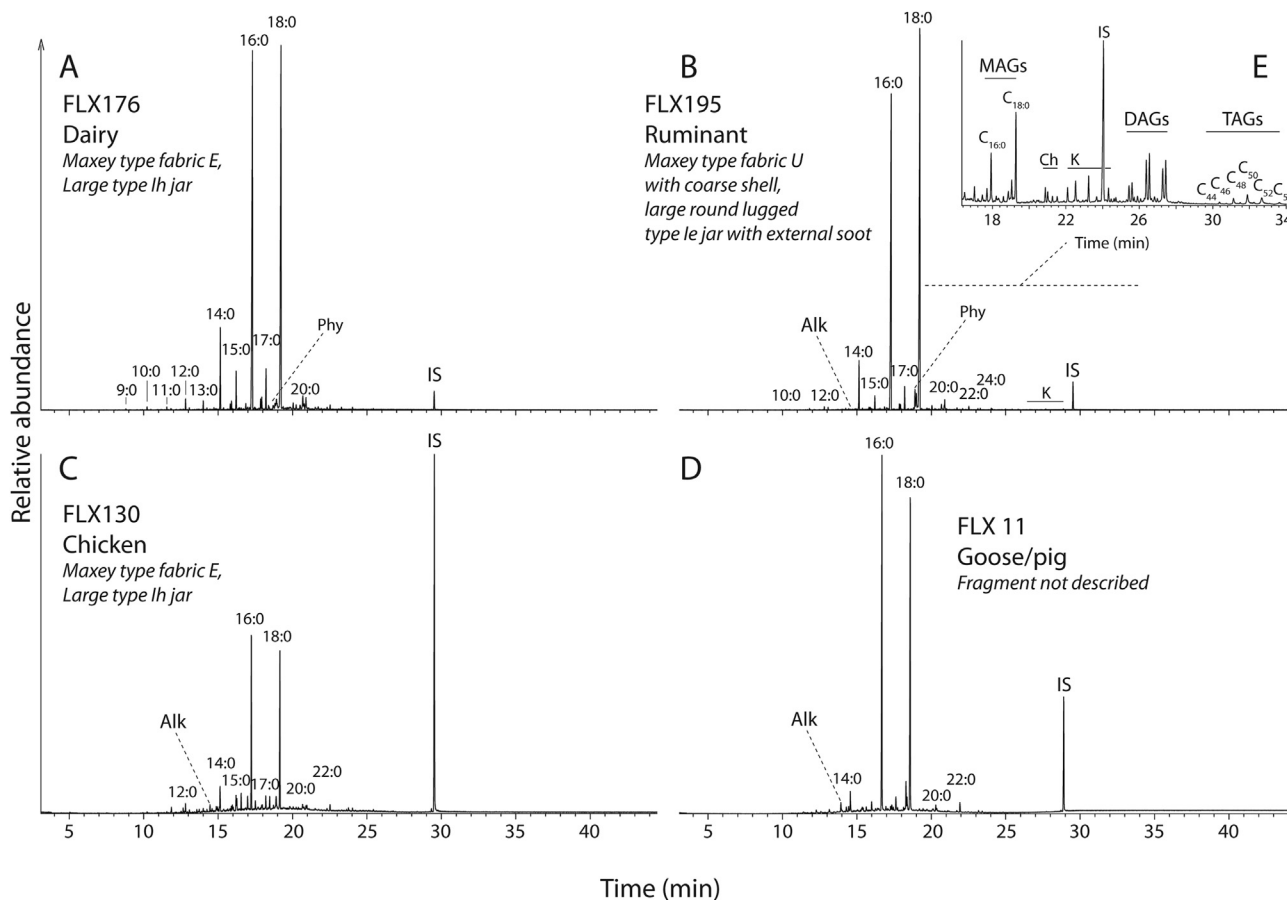 Relative abundance
A
FLX176
Dairy
Maxey type fabric E,
Large type Ih jar
9:0
10:0
11:0
12:0
13:0
14:0
15:0
16:0
17:0
18:0
Phy
20:0
IS
B
FLX195
Ruminant
Maxey type fabric U
with coarse shell,
large round lugged
type Ie jar with external soot
Alk
10:0
12:0
14:0
15:0
16:0
17:0
18:0
Phy
20:0
22:0
24:0
K
IS
E
MAGs
C16:0
C18:0
Ch
K
IS
DAGs
TAGs
C44
C46
C48
C50
C52
18 22 26 30 34
Time (min)
C
FLX130
Chicken
Maxey type fabric E,
Large type Ih jar
Alk
12:0
14:0
15:0
16:0
17:0
18:0
20:0
22:0
IS
5 10 15 20 25 30 35 40
D
FLX 11
Goose/pig
Fragment not described
Alk
14:0
16:0
18:0
20:0
22:0
IS
5 10 15 20 25 30 35 40
Time (min)